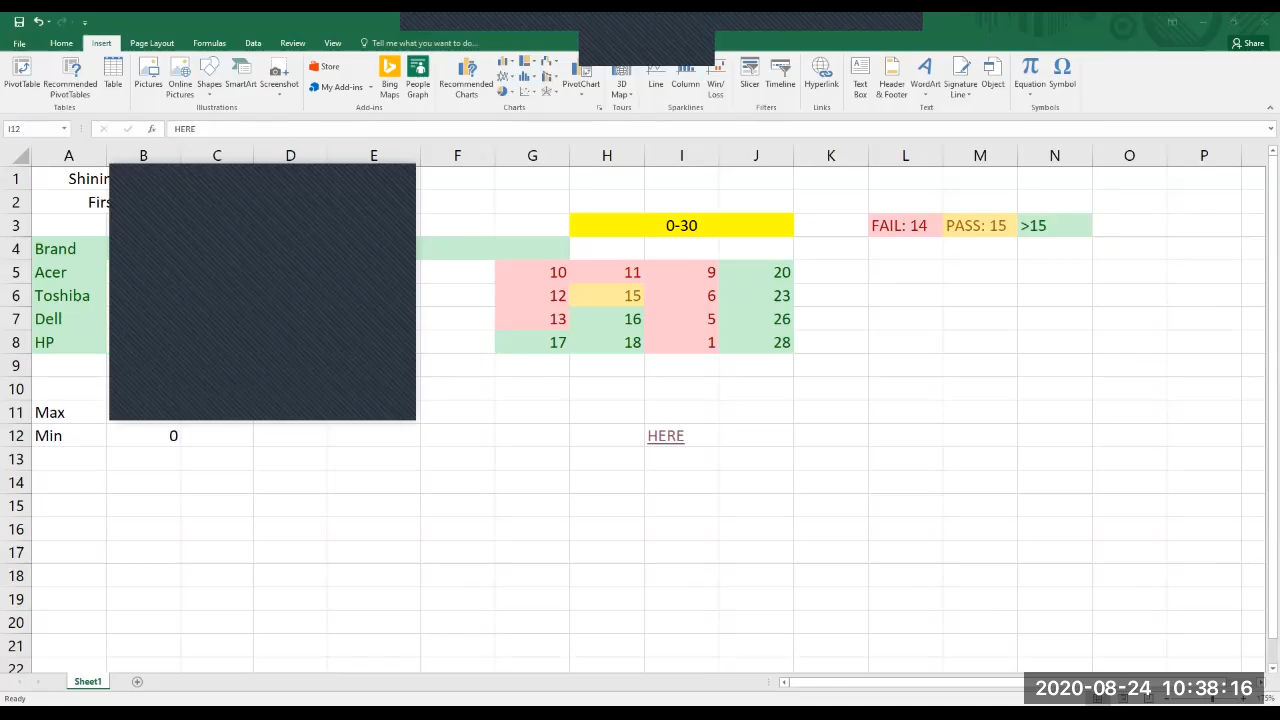 File Home Insert Page Layout Formulas Data Review View Tell me what you want to do... Share
PivotTable Recommended PivotTables Table Pictures Online Pictures Shapes SmartArt Screenshot Store My Add-ins Bing Maps People Graph Recommended Charts PivotChart 3D Map Line Column Win/Loss Slicer Timeline Hyperlink Text Box Header & Footer WordArt Signature Line Object Equation Symbol
Tables Illustrations Add-ins Charts Tours Sparklines Filters Links Text Symbols
I12 fx HERE
A B C D E F G H I J K L M N O P
1 Shinin
2 Firs
3 0-30 FAIL: 14 PASS: 15 >15
4 Brand
5 Acer 10 11 9 20
6 Toshiba 12 15 6 23
7 Dell 13 16 5 26
8 HP 17 18 1 28
9
10
11 Max
12 Min 0 HERE
13
14
15
16
17
18
19
20
21
22
Sheet1
Ready
2020-08-24 10:38:16